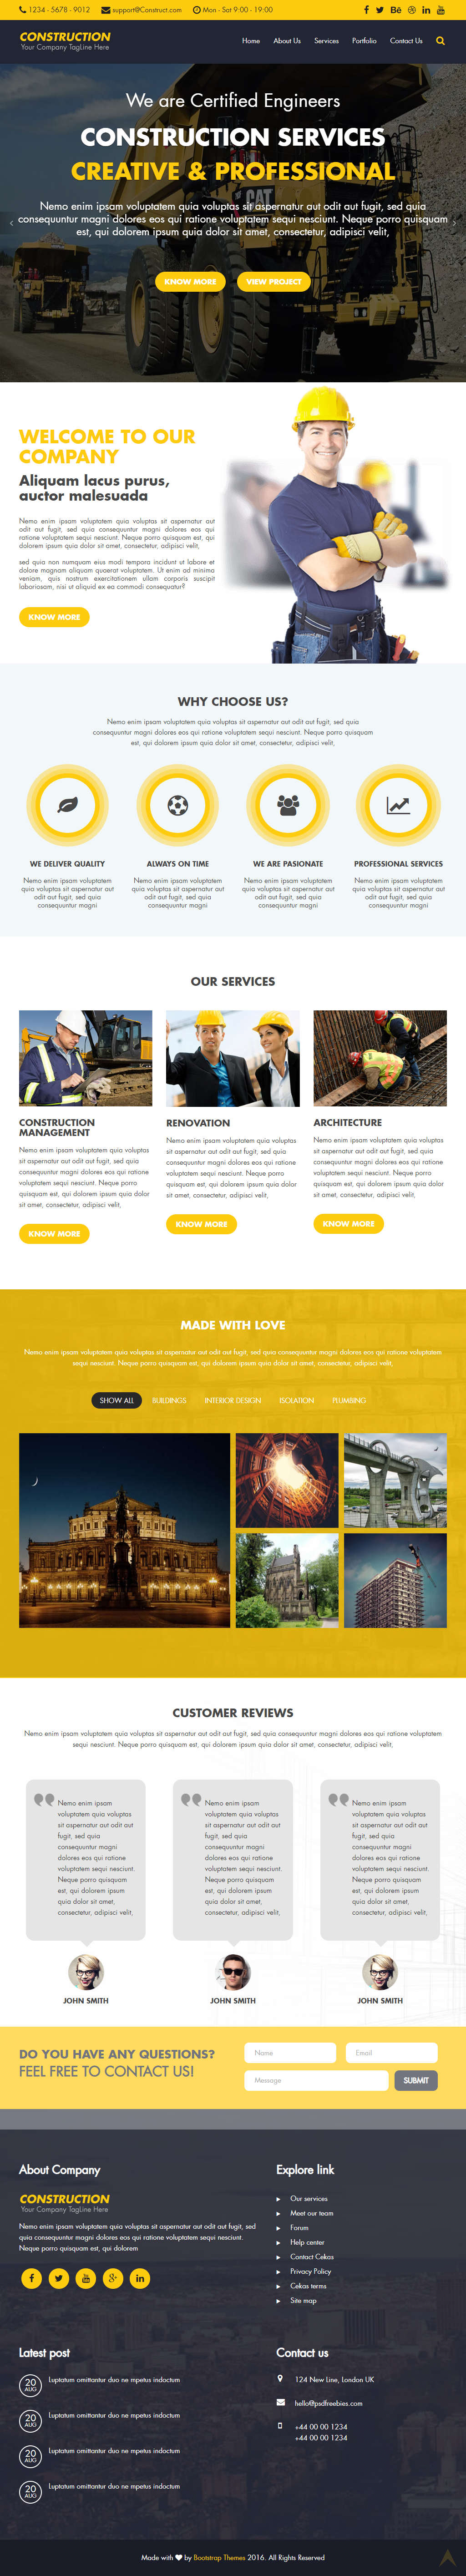 1234 - 5678 - 9012 support@Construct.com Mon - Sat 9:00 - 19:00
CONSTRUCTION
Your Company TagLine Here
Home About Us Services Portfolio Contact Us
We are Certified Engineers
CONSTRUCTION SERVICES
CREATIVE & PROFESSIONAL
Nemo enim ipsam voluptatem quia voluptas sit aspernatur aut odit aut fugit, sed quia
consequuntur magni dolores eos qui ratione voluptatem sequi nesciunt. Neque porro quisquam
est, qui dolorem ipsum quia dolor sit amet, consectetur, adipisci velit,
KNOW MORE VIEW PROJECT
CAT
WELCOME TO OUR
COMPANY
Aliquam lacus purus,
auctor malesuada
Nemo enim ipsam voluptatem quia voluptas sit aspernatur aut
odit aut fugit, sed quia consequuntur magni dolores eos qui
ratione voluptatem sequi nesciunt. Neque porro quisquam est, qui
dolorem ipsum quia dolor sit amet, consectetur, adipisci velit,
sed quia non numquam eius modi tempora incidunt ut labore et
dolore magnam aliquam quaerat voluptatem. Ut enim ad minima
veniam, quis nostrum exercitationem ullam corporis suscipit
laboriosam, nisi ut aliquid ex ea commodi consequatur?
KNOW MORE
WHY CHOOSE US?
Nemo enim ipsam voluptatem quia voluptas sit aspernatur aut odit aut fugit, sed quia
consequuntur magni dolores eos qui ratione voluptatem sequi nesciunt. Neque porro quisquam
est, qui dolorem ipsum quia dolor sit amet, consectetur, adipisci velit,
WE DELIVER QUALITY
Nemo enim ipsam voluptatem
quia voluptas sit aspernatur aut
odit aut fugit, sed quia
consequuntur magni
ALWAYS ON TIME
Nemo enim ipsam voluptatem
quia voluptas sit aspernatur aut
odit aut fugit, sed quia
consequuntur magni
WE ARE PASIONATE
Nemo enim ipsam voluptatem
quia voluptas sit aspernatur aut
odit aut fugit, sed quia
consequuntur magni
PROFESSIONAL SERVICES
Nemo enim ipsam voluptatem
quia voluptas sit aspernatur aut
odit aut fugit, sed quia
consequuntur magni
OUR SERVICES
CONSTRUCTION
MANAGEMENT
Nemo enim ipsam voluptatem quia voluptas
sit aspernatur aut odit aut fugit, sed quia
consequuntur magni dolores eos qui ratione
voluptatem sequi nesciunt. Neque porro
quisquam est, qui dolorem ipsum quia dolor
sit amet, consectetur, adipisci velit,
KNOW MORE
RENOVATION
Nemo enim ipsam voluptatem quia voluptas
sit aspernatur aut odit aut fugit, sed quia
consequuntur magni dolores eos qui ratione
voluptatem sequi nesciunt. Neque porro
quisquam est, qui dolorem ipsum quia dolor
sit amet, consectetur, adipisci velit,
KNOW MORE
ARCHITECTURE
Nemo enim ipsam voluptatem quia voluptas
sit aspernatur aut odit aut fugit, sed quia
consequuntur magni dolores eos qui ratione
voluptatem sequi nesciunt. Neque porro
quisquam est, qui dolorem ipsum quia dolor
sit amet, consectetur, adipisci velit,
KNOW MORE
MADE WITH LOVE
Nemo enim ipsam voluptatem quia voluptas sit aspernatur aut odit aut fugit, sed quia consequuntur magni dolores eos qui ratione voluptatem
sequi nesciunt. Neque porro quisquam est, qui dolorem ipsum quia dolor sit amet, consectetur, adipisci velit,
SHOW ALL BUILDINGS INTERIOR DESIGN ISOLATION PLUMBING
CUSTOMER REVIEWS
Nemo enim ipsam voluptatem quia voluptas sit aspernatur aut odit aut fugit, sed quia consequuntur magni dolores eos qui ratione voluptatem
sequi nesciunt. Neque porro quisquam est, qui dolorem ipsum quia dolor sit amet, consectetur, adipisci velit,
Nemo enim ipsam
voluptatem quia voluptas
sit aspernatur aut odit aut
fugit, sed quia
consequuntur magni
dolores eos qui ratione
voluptatem sequi nesciunt.
Neque porro quisquam
est, qui dolorem ipsum
quia dolor sit amet,
consectetur, adipisci velit,
JOHN SMITH
Nemo enim ipsam
voluptatem quia voluptas
sit aspernatur aut odit aut
fugit, sed quia
consequuntur magni
dolores eos qui ratione
voluptatem sequi nesciunt.
Neque porro quisquam
est, qui dolorem ipsum
quia dolor sit amet,
consectetur, adipisci velit,
JOHN SMITH
Nemo enim ipsam
voluptatem quia voluptas
sit aspernatur aut odit aut
fugit, sed quia
consequuntur magni
dolores eos qui ratione
voluptatem sequi nesciunt.
Neque porro quisquam
est, qui dolorem ipsum
quia dolor sit amet,
consectetur, adipisci velit,
JOHN SMITH
DO YOU HAVE ANY QUESTIONS?
FEEL FREE TO CONTACT US!
Name Email
Message SUBMIT
About Company
CONSTRUCTION
Your Company TagLine Here
Nemo enim ipsam voluptatem quia voluptas sit aspernatur aut odit aut fugit, sed
quia consequuntur magni dolores eos qui ratione voluptatem sequi nesciunt.
Neque porro quisquam est, qui dolorem
Explore link
Our services
Meet our team
Forum
Help center
Contact Cekas
Privacy Policy
Cekas terms
Site map
Latest post
20 AUG Luptatum omittantur duo ne mpetus indoctum
20 AUG Luptatum omittantur duo ne mpetus indoctum
20 AUG Luptatum omittantur duo ne mpetus indoctum
20 AUG Luptatum omittantur duo ne mpetus indoctum
Contact us
124 New Line, London UK
hello@psdfreebies.com
+44 00 00 1234
+44 00 00 1234
Made with by Bootstrap Themes 2016. All Rights Reserved